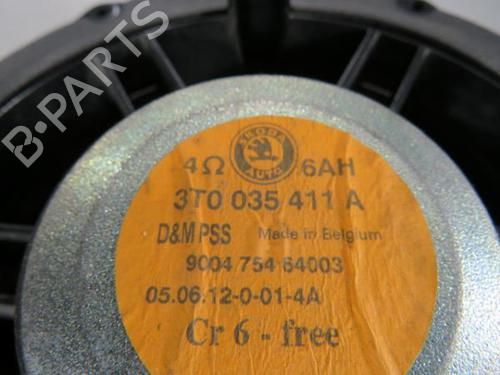 B-PARTS
SKODA
AUTO
4Ω 6AH
3T0 035 411 A
D&M PSS Made in Belgium
9004 754 64003
05.06.12-0-01-4A
Cr 6 - free